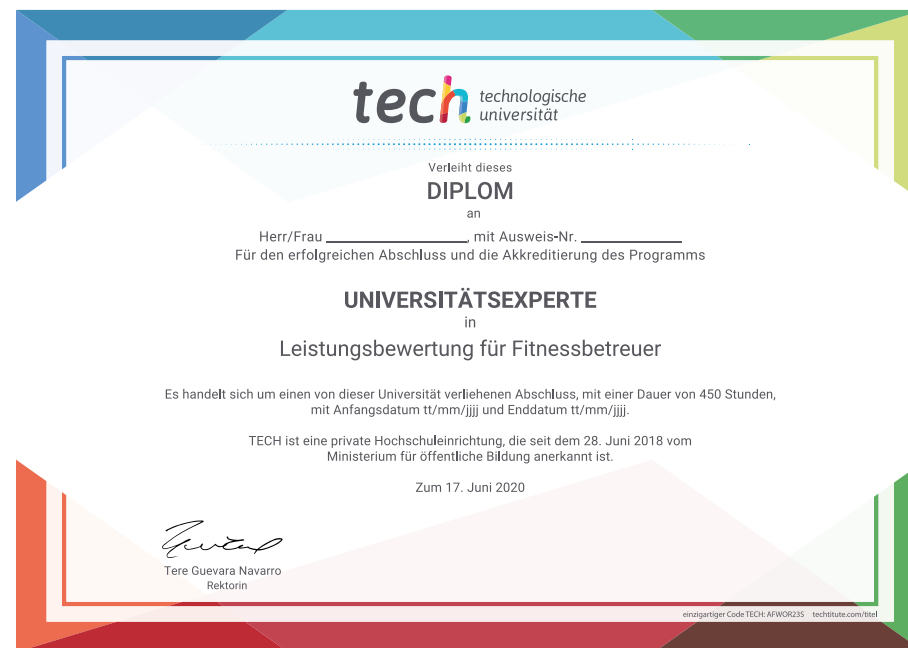 tech technologische
universität
Verleiht dieses
DIPLOM
an
Herr/Frau ____________________, mit Ausweis-Nr. ______________
Für den erfolgreichen Abschluss und die Akkreditierung des Programms
UNIVERSITÄTSEXPERTE
in
Leistungsbewertung für Fitnessbetreuer
Es handelt sich um einen von dieser Universität verliehenen Abschluss, mit einer Dauer von 450 Stunden,
mit Anfangsdatum tt/mm/jjjj und Enddatum tt/mm/jjjj.
TECH ist eine private Hochschuleinrichtung, die seit dem 28. Juni 2018 vom
Ministerium für öffentliche Bildung anerkannt ist.
Zum 17. Juni 2020
Tere Guevara Navarro
Rektorin
einzigartiger Code TECH: AFWOR23S techtitute.com/titel